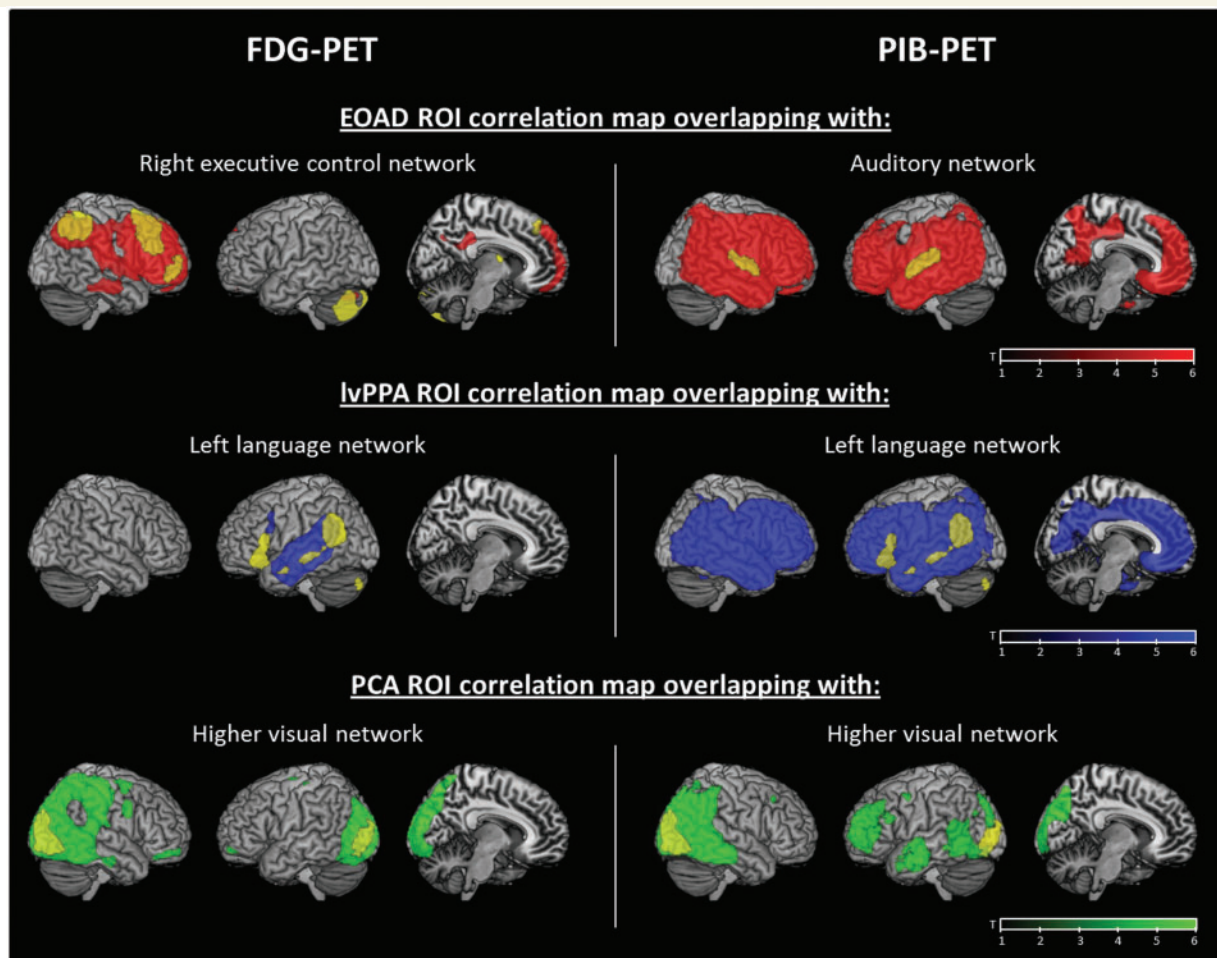 FDG-PET
PIB-PET
EOAD ROI correlation map overlapping with:
Right executive control network
Auditory network
T
1 2 3 4 5 6
lvPPA ROI correlation map overlapping with:
Left language network
Left language network
T
1 2 3 4 5 6
PCA ROI correlation map overlapping with:
Higher visual network
Higher visual network
T
1 2 3 4 5 6